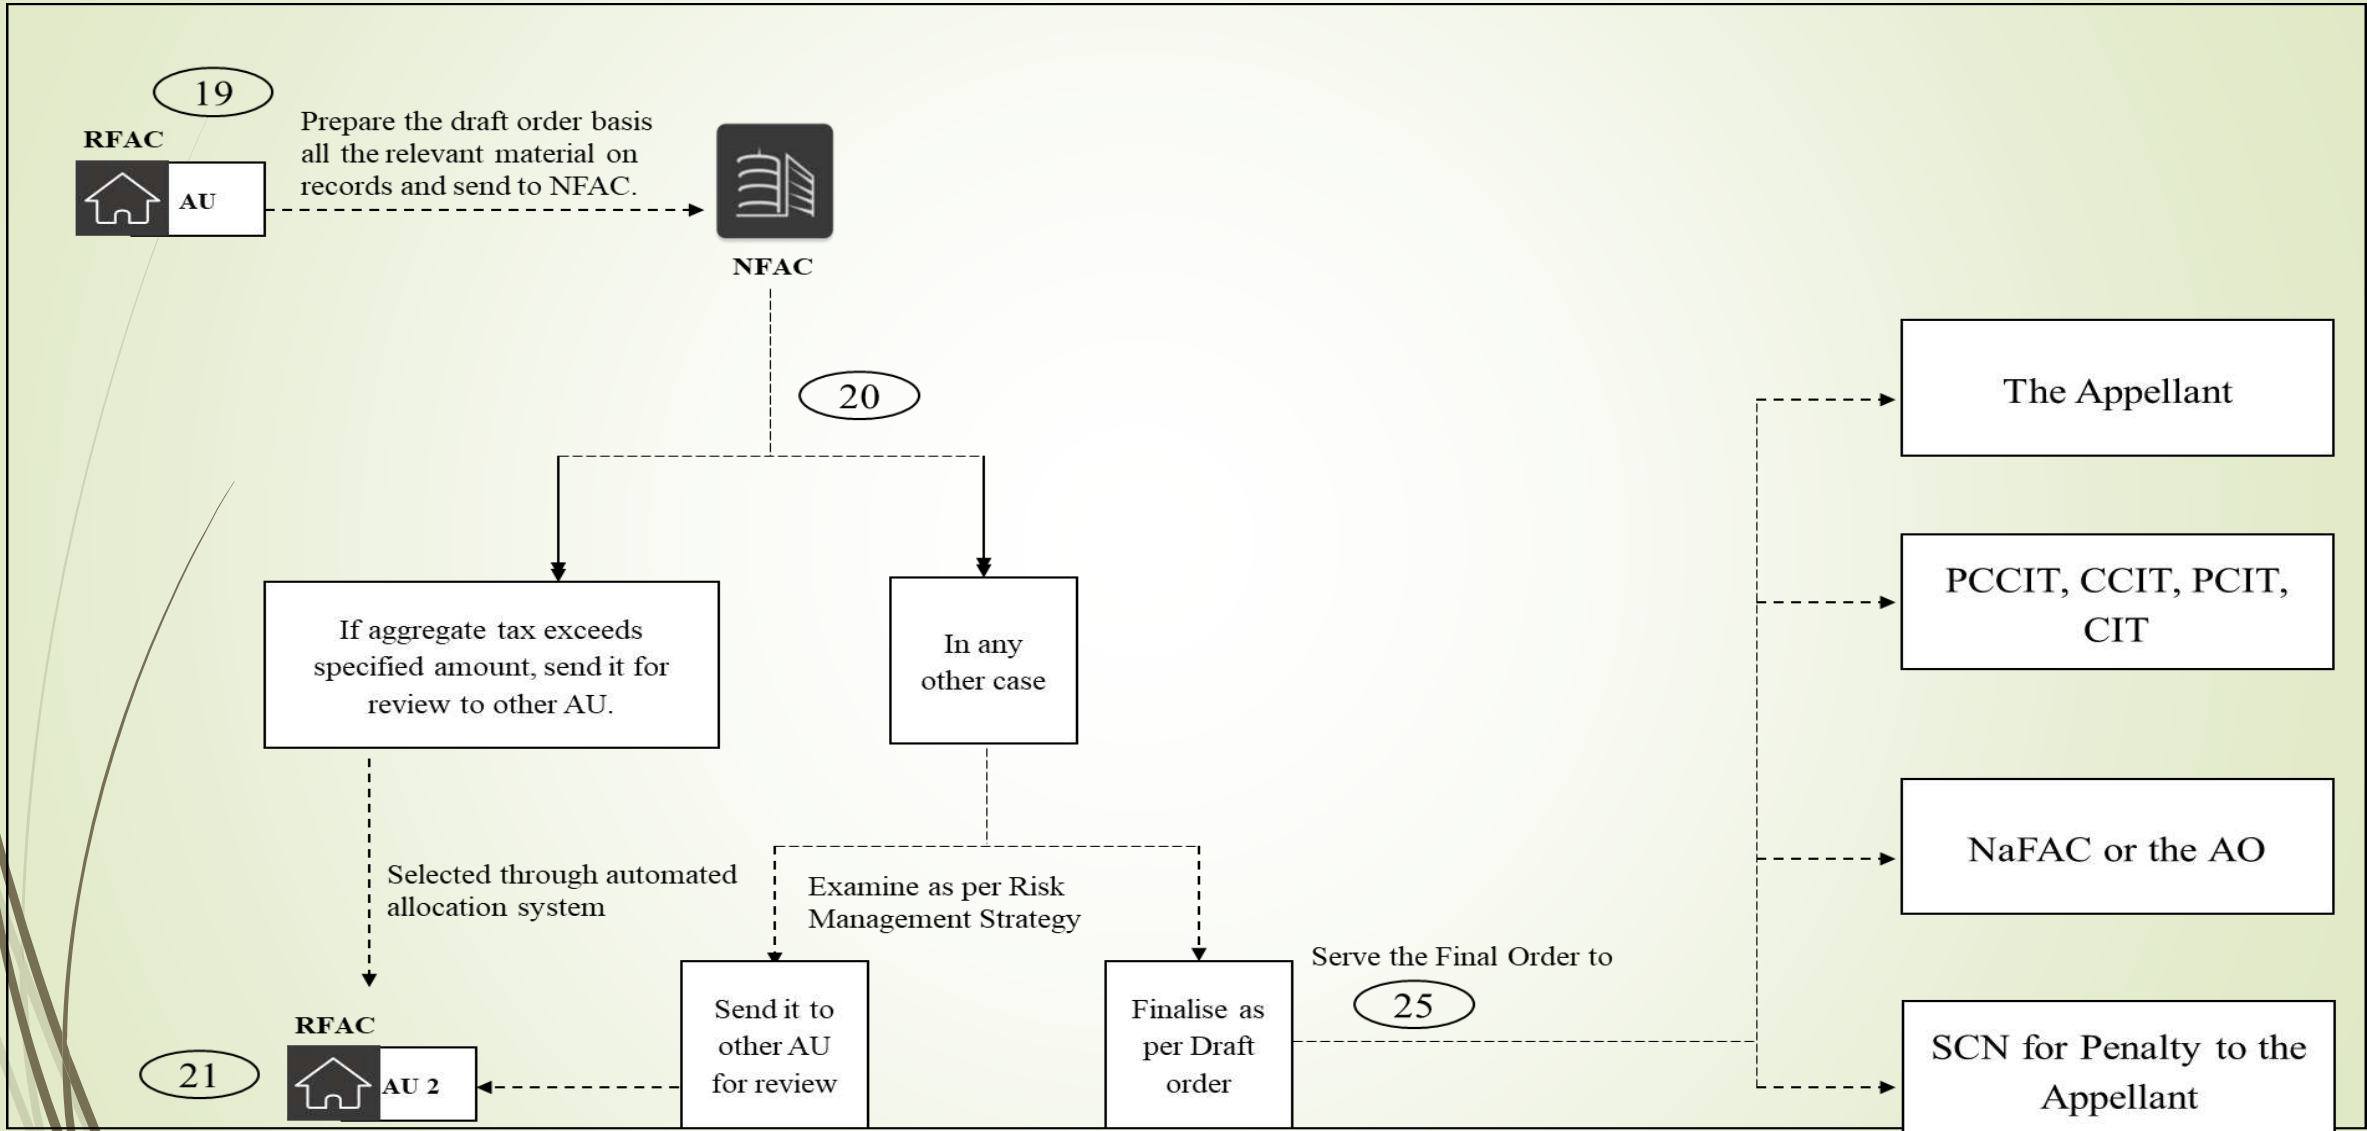 19
RFAC
AU
Prepare the draft order basis
all the relevant material on
records and send to NFAC.
NFAC
20
If aggregate tax exceeds
specified amount, send it for
review to other AU.
In any
other case
Selected through automated
allocation system
Examine as per Risk
Management Strategy
RFAC
21
AU 2
Send it to
other AU
for review
Finalise as
per Draft
order
Serve the Final Order to
25
The Appellant
PCCIT, CCIT, PCIT,
CIT
NaFAC or the AO
SCN for Penalty to the
Appellant